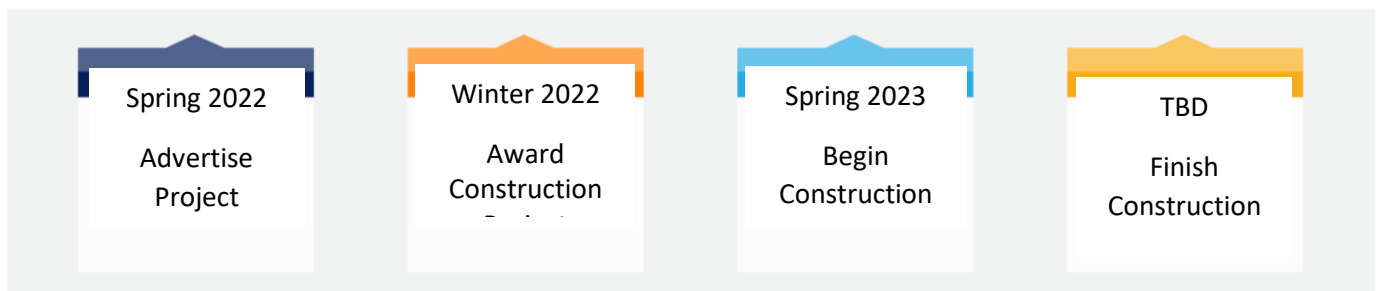 Spring 2022
Advertise
Project
Winter 2022
Award
Construction
Spring 2023
Begin
Construction
TBD
Finish
Construction